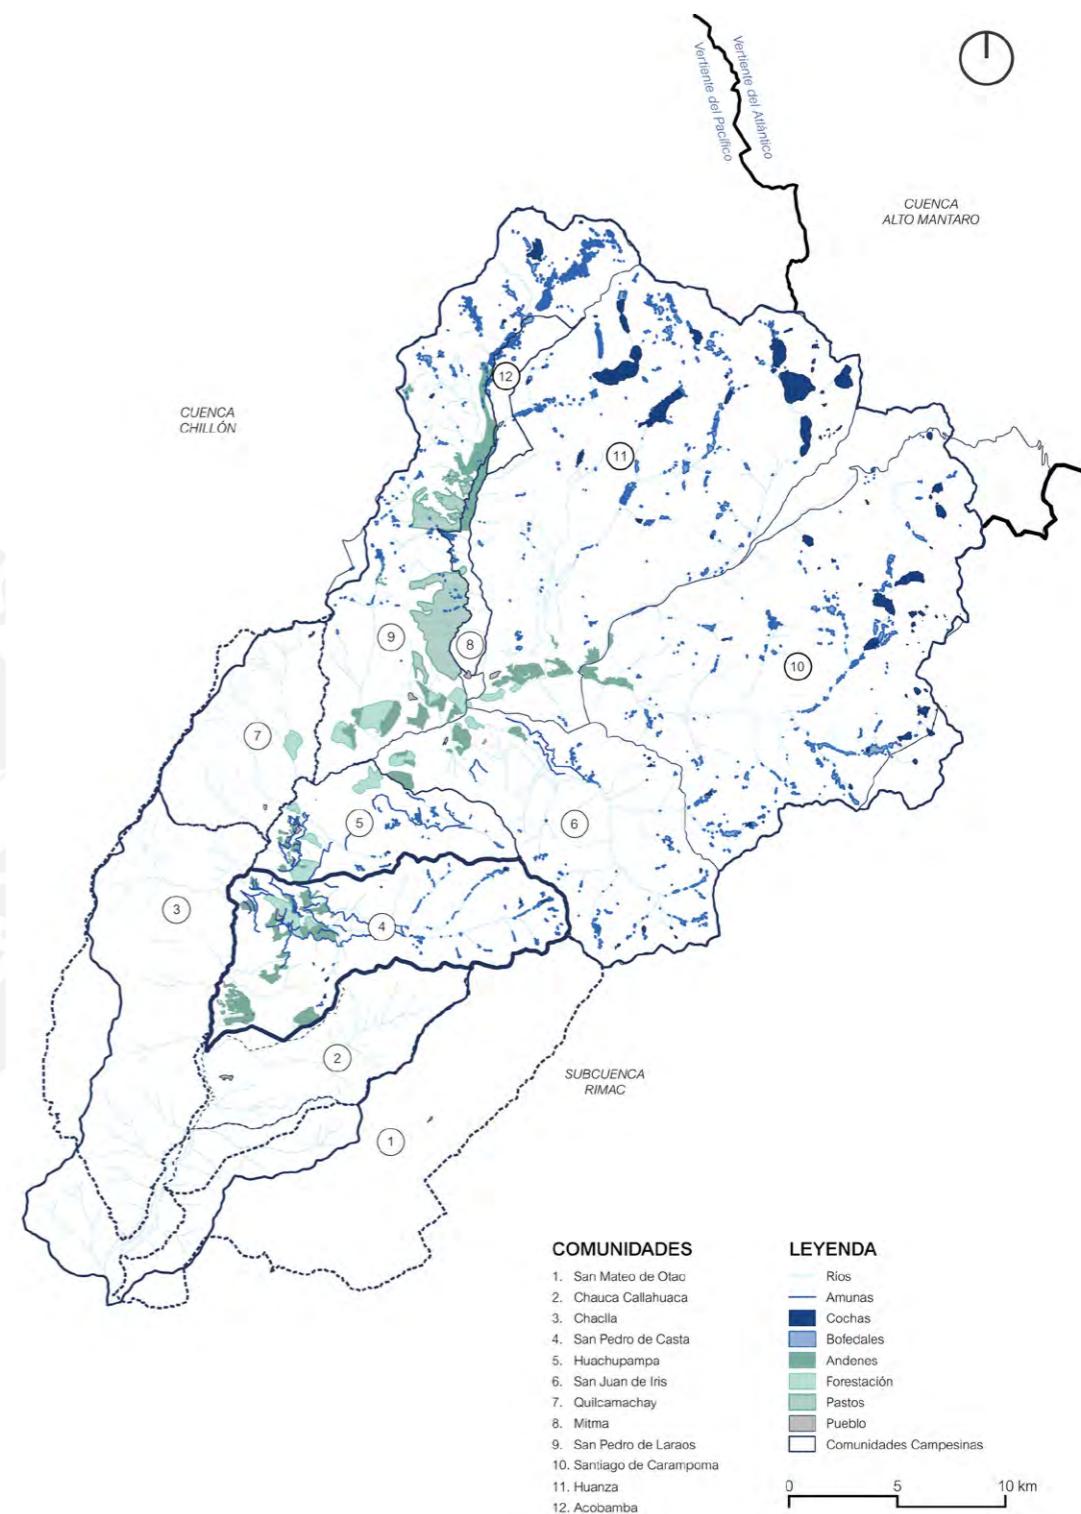 Vertiente del Atlántico
Vertiente del Pacífico
CUENCA
ALTO MANTARO
CUENCA
CHILLÓN
12
11
9
8
10
7
5
6
3
4
2
SUBCUENCA
RIMAC
1
COMUNIDADES
1. San Mateo de Otao
2. Chauca Callahuaca
3. Chaclla
4. San Pedro de Casta
5. Huachupampa
6. San Juan de Iris
7. Quilcamachay
8. Mitma
9. San Pedro de Laraos
10. Santiago de Carampoma
11. Huanza
12. Acobamba
LEYENDA
Ríos
Amunas
Cochas
Bofedales
Andenes
Forestación
Pastos
Pueblo
Comunidades Campesinas
0 5 10 km